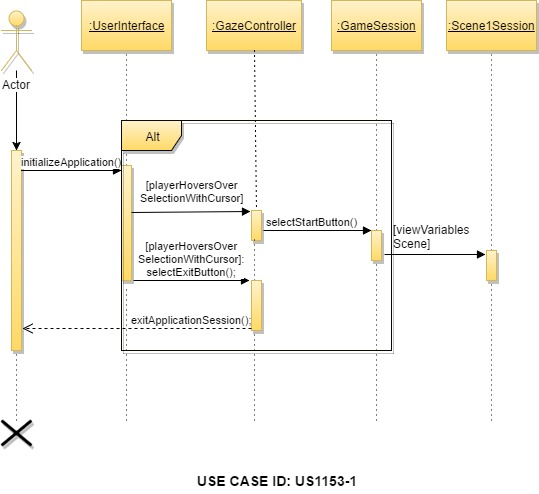 :UserInterface
:GazeController
:GameSession
:Scene1Session
Actor
Alt
initializeApplication()
[playerHoversOver
SelectionWithCursor]
selectStartButton()
[viewVariables
Scene]
[playerHoversOver
SelectionWithCursor]:
selectExitButton();
exitApplicationSession();
USE CASE ID: US1153-1